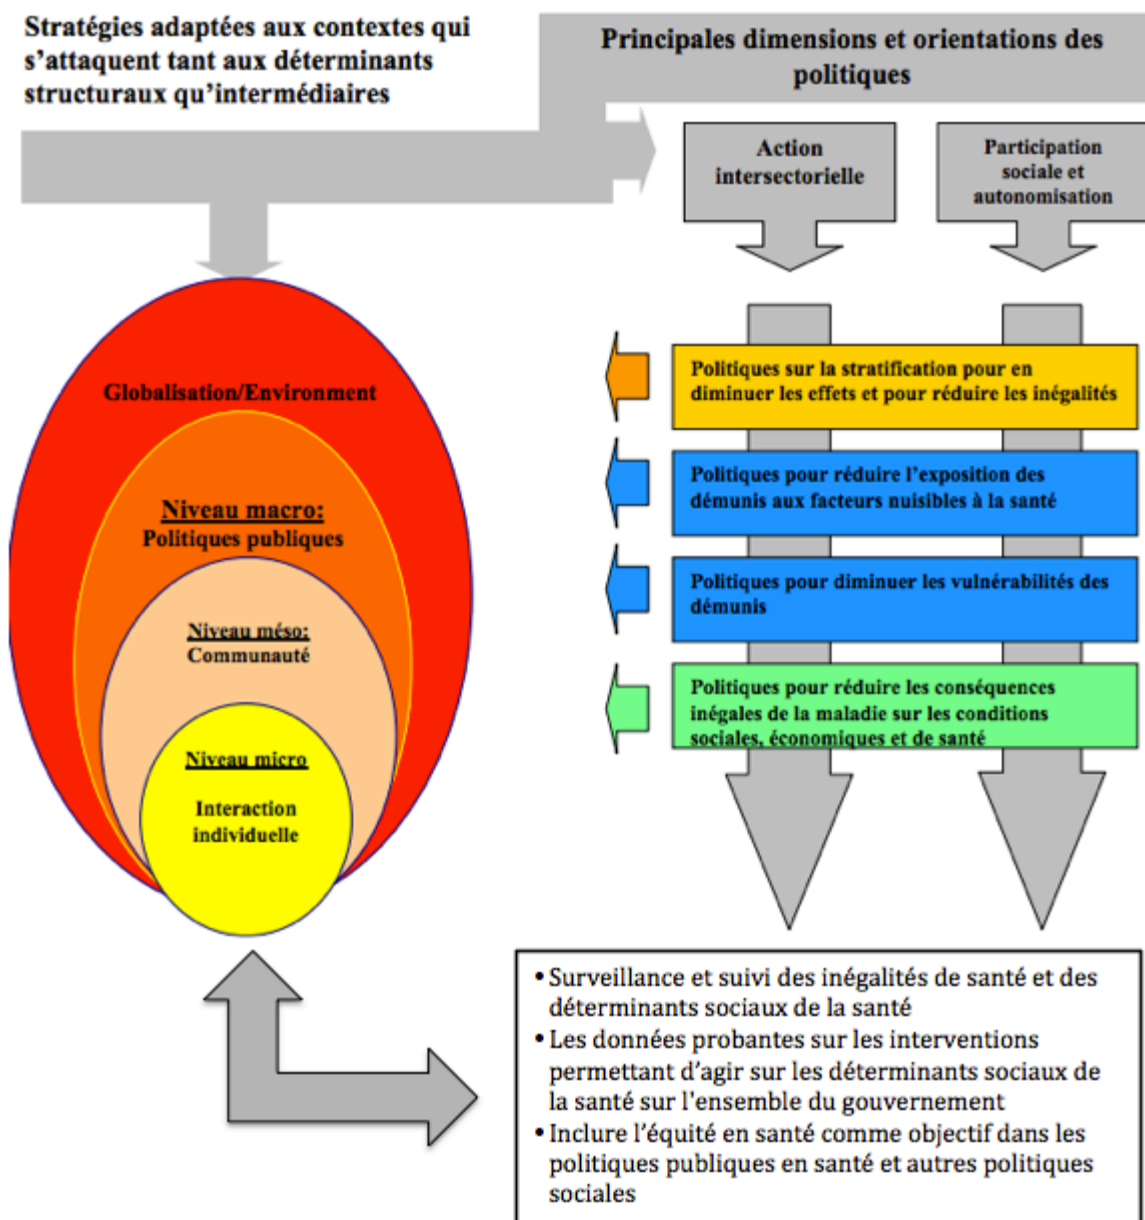 Stratégies adaptées aux contextes qui
s'attaquent tant aux déterminants
structuraux qu'intermédiaires
Principales dimensions et orientations des
politiques
Action
intersectorielle
Participation
sociale et
autonomisation
Globalisation/Environment
Niveau macro:
Politiques publiques
Niveau méso:
Communauté
Niveau micro
Interaction
individuelle
Politiques sur la stratification pour en
diminuer les effets et pour réduire les inégalités
Politiques pour réduire l'exposition des
démunis aux facteurs nuisibles à la santé
Politiques pour diminuer les vulnérabilités des
démunis
Politiques pour réduire les conséquences
inégales de la maladie sur les conditions
sociales, économiques et de santé
• Surveillance et suivi des inégalités de santé et des
déterminants sociaux de la santé
• Les données probantes sur les interventions
permettant d'agir sur les déterminants sociaux de
la santé sur l'ensemble du gouvernement
• Inclure l'équité en santé comme objectif dans les
politiques publiques en santé et autres politiques
sociales